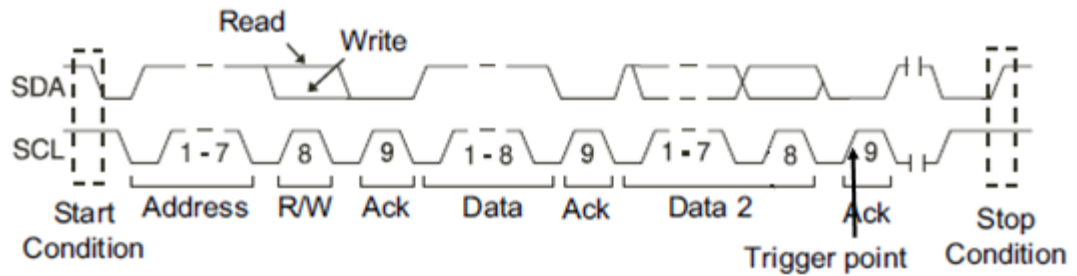 Read
Write
SDA
SCL
1 - 7
8
9
1 - 8
9
1 - 7
8
9
Address
R/W
Ack
Data
Ack
Data 2
Ack
Start
Condition
Trigger point
Stop
Condition